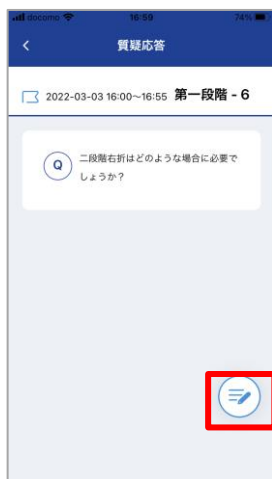 docomo 16:59 74%
質疑応答
2022-03-03 16:00~16:55 第一段階 - 6
Q 二段階右折はどのような場合に必要で
しょうか？